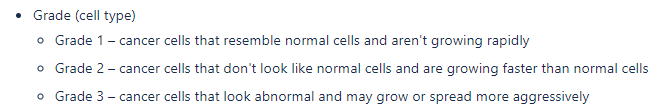 Grade (cell type)
Grade 1 – cancer cells that resemble normal cells and aren't growing rapidly
Grade 2 – cancer cells that don't look like normal cells and are growing faster than normal cells
Grade 3 – cancer cells that look abnormal and may grow or spread more aggressively